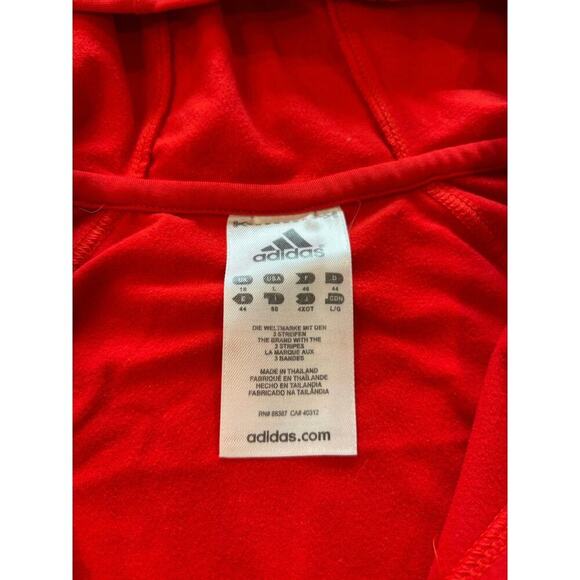 adidas
UK USA F D
16 L 46 44
E I J CDN
44 50 4XOT L/G
DIE WELTMARKE MIT DEN
3 STREIFEN
THE BRAND WITH THE
3 STRIPES
LA MARQUE AUX
3 BANDES
MADE IN THAILAND
FABRIQUÉ EN THAÏLANDE
HECHO EN TAILANDIA
FABRICADO NA TAILÂNDIA
RN# 88387 CA# 40312
adidas.com